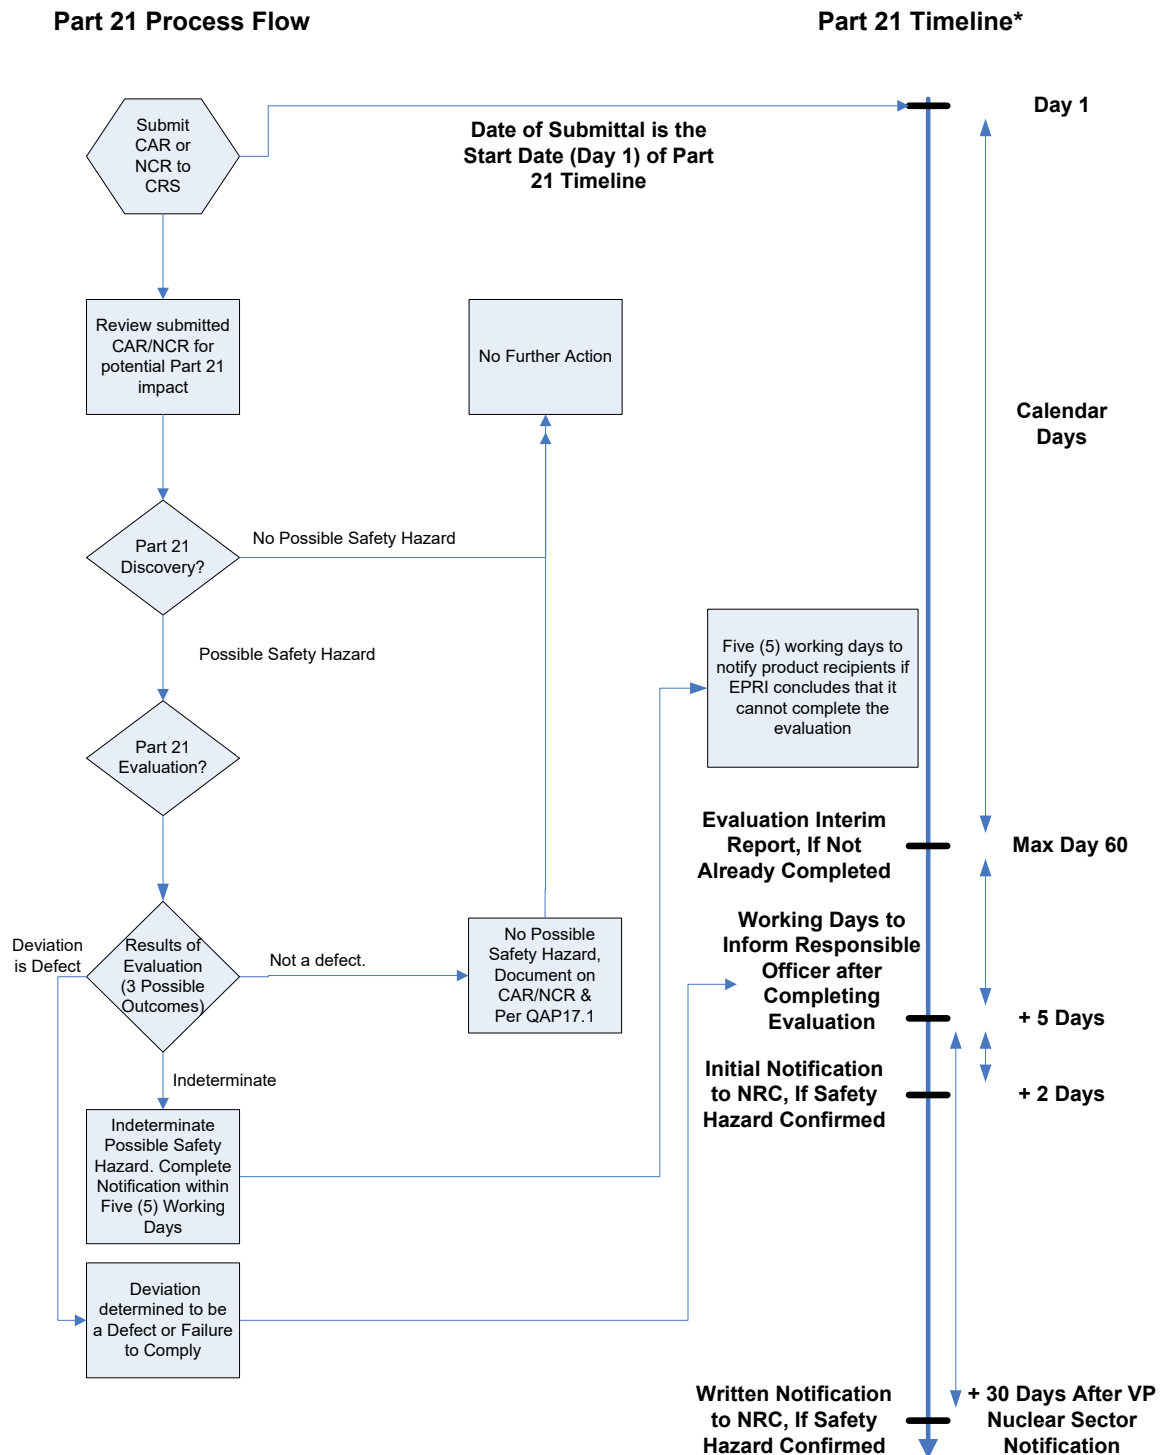 Part 21 Process Flow
Part 21 Timeline*
Submit
CAR or
NCR to
CRS
Date of Submittal is the
Start Date (Day 1) of Part
21 Timeline
Day 1
Review submitted
CAR/NCR for
potential Part 21
impact
No Further Action
Calendar
Days
Part 21
Discovery?
No Possible Safety Hazard
Possible Safety Hazard
Five (5) working days to
notify product recipients if
EPRI concludes that it
cannot complete the
evaluation
Part 21
Evaluation?
Evaluation Interim
Report, If Not
Already Completed
Max Day 60
Deviation
is Defect
Results of
Evaluation
(3 Possible
Outcomes)
Not a defect.
No Possible
Safety Hazard,
Document on
CAR/NCR &
Per QAP17.1
Working Days to
Inform Responsible
Officer after
Completing
Evaluation
+ 5 Days
Indeterminate
Initial Notification
to NRC, If Safety
Hazard Confirmed
+ 2 Days
Indeterminate
Possible Safety
Hazard. Complete
Notification within
Five (5) Working
Days
Deviation
determined to be
a Defect or Failure
to Comply
Written Notification
to NRC, If Safety
Hazard Confirmed
+ 30 Days After VP
Nuclear Sector
Notification